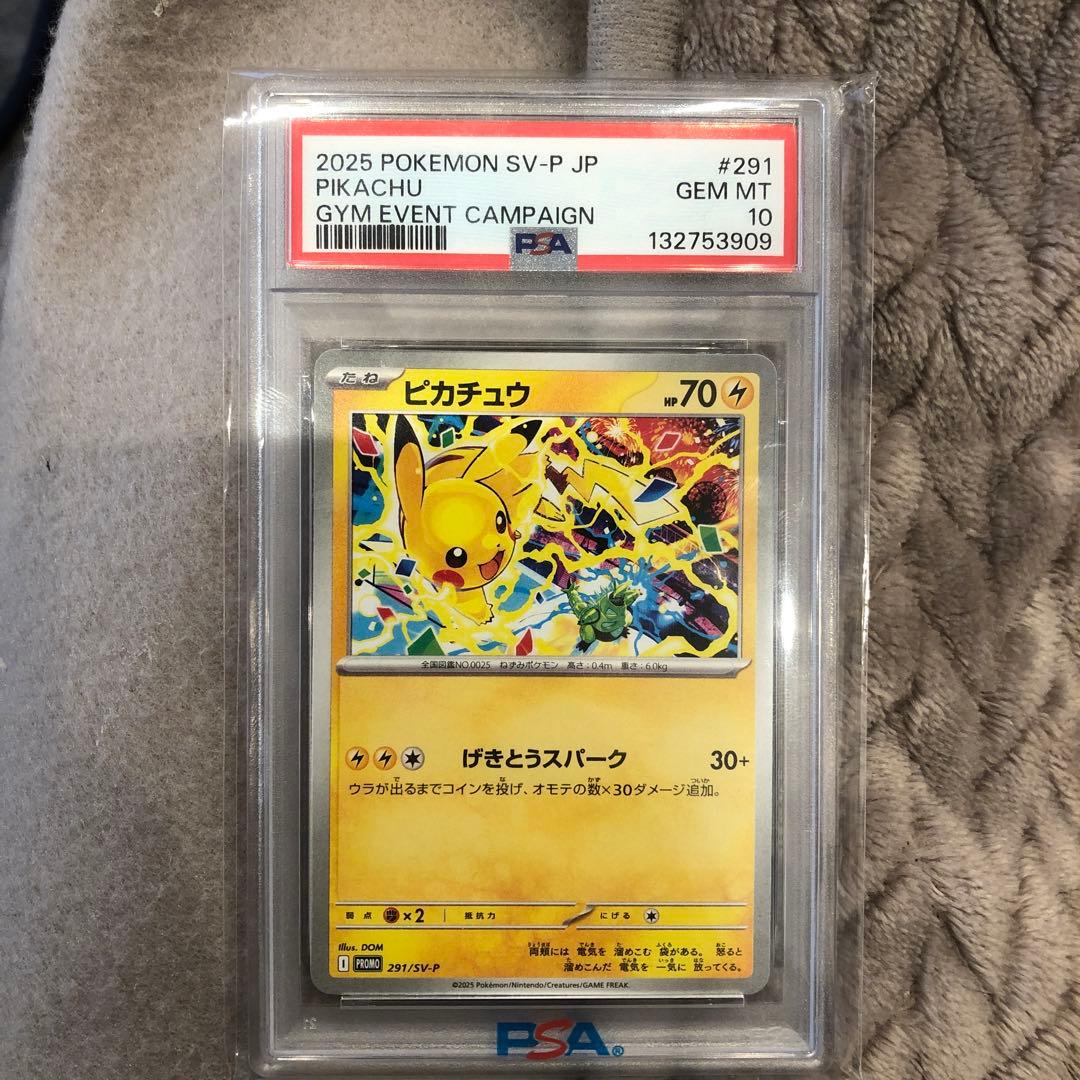 2025 POKEMON SV-P JP #291
PIKACHU GEM MT
GYM EVENT CAMPAIGN 10
PSA 132753909
たね ピカチュウ HP70
全国図鑑NO.0025 ねずみポケモン 高さ:0.4m 重さ:6.0kg
げきとうスパーク 30+
ウラが出るまでコインを投げ、オモテの数×30ダメージ追加。
弱点 ×2 抵抗力 にげる
Illus. DOM
両頬には 電気を 溜めこむ 袋がある。 怒ると
溜めこんだ 電気を 一気に 放ってくる。
I PROMO 291/SV-P
©2025 Pokémon/Nintendo/Creatures/GAME FREAK.
PSA®